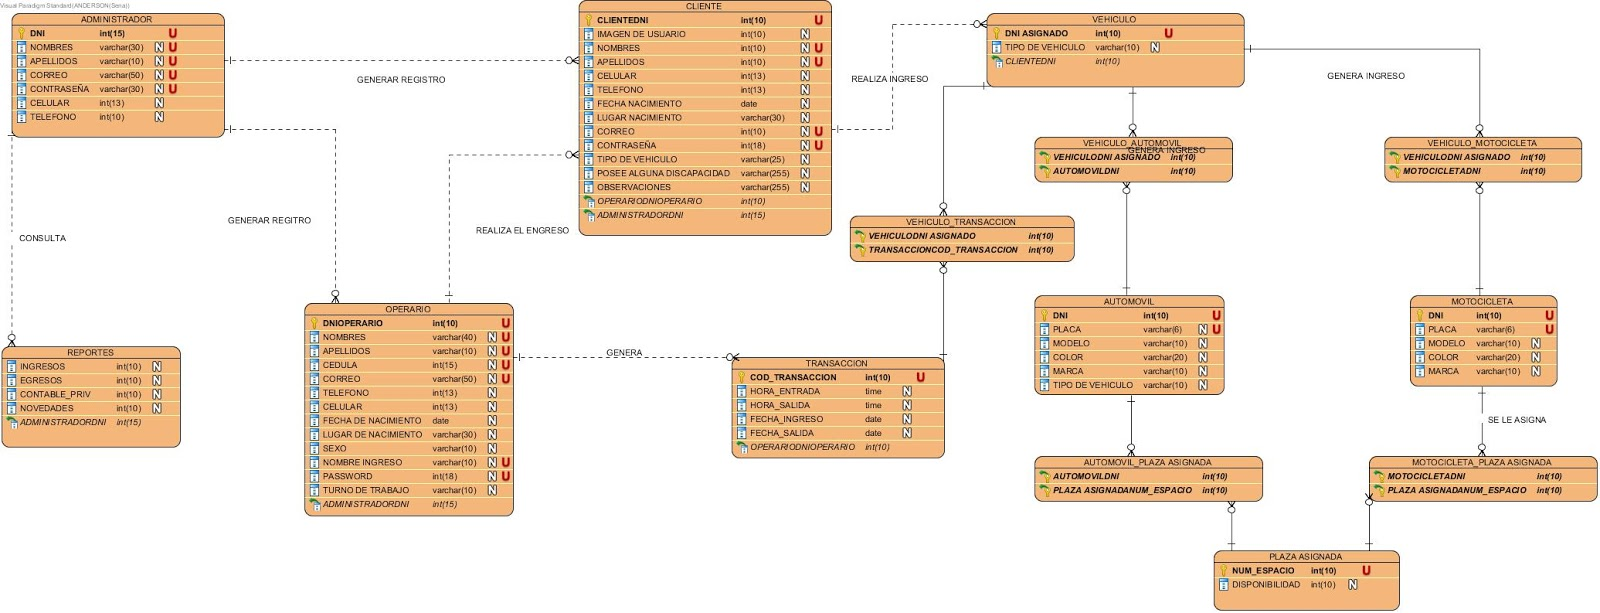 Visual Paradigm Standard(ANDERSON(Sena))
ADMINISTRADOR
DNI int(15) U
NOMBRES varchar(30) N U
APELLIDOS varchar(10) N U
CORREO varchar(50) N U
CONTRASEÑA varchar(30) N U
CELULAR int(13) N
TELEFONO int(10) N
GENERAR REGISTRO
CLIENTE
CLIENTEDNI int(10) U
IMAGEN DE USUARIO int(10) N
NOMBRES int(10) N U
APELLIDOS int(10) N U
CELULAR int(13) N
TELEFONO int(13) N
FECHA NACIMIENTO date N
LUGAR NACIMIENTO varchar(30) N
CORREO int(10) N U
CONTRASEÑA int(18) N U
TIPO DE VEHICULO varchar(25) N
POSEE ALGUNA DISCAPACIDAD varchar(255) N
OBSERVACIONES varchar(255) N
OPERARIODNIOPERARIO int(10)
ADMINISTRADORDNI int(15)
REALIZA INGRESO
VEHICULO
DNI ASIGNADO int(10) U
TIPO DE VEHICULO varchar(10) N
CLIENTEDNI int(10)
GENERA INGRESO
VEHICULO_AUTOMOVIL
GENERA INGRESO
VEHICULODNI ASIGNADO int(10)
AUTOMOVILDNI int(10)
VEHICULO_MOTOCICLETA
VEHICULODNI ASIGNADO int(10)
MOTOCICLETADNI int(10)
GENERAR REGITRO
REALIZA EL ENGRESO
VEHICULO_TRANSACCION
VEHICULODNI ASIGNADO int(10)
TRANSACCIONCOD_TRANSACCION int(10)
CONSULTA
OPERARIO
DNIOPERARIO int(10) U
NOMBRES varchar(40) N U
APELLIDOS varchar(10) N U
CEDULA int(15) N U
CORREO varchar(50) N U
TELEFONO int(13) N
CELULAR int(13) N
FECHA DE NACIMIENTO date N
LUGAR DE NACIMIENTO varchar(30) N
SEXO varchar(10) N
NOMBRE INGRESO varchar(10) N U
PASSWORD int(18) N U
TURNO DE TRABAJO varchar(10) N
ADMINISTRADORDNI int(15)
REPORTES
INGRESOS int(10) N
EGRESOS int(10) N
CONTABLE_PRIV int(10) N
NOVEDADES int(10) N
ADMINISTRADORDNI int(15)
GENERA
TRANSACCION
COD_TRANSACCION int(10) U
HORA_ENTRADA time N
HORA_SALIDA time N
FECHA_INGRESO date N
FECHA_SALIDA date N
OPERARIODNIOPERARIO int(10)
AUTOMOVIL
DNI int(10) U
PLACA varchar(6) N U
MODELO varchar(10) N
COLOR varchar(20) N
MARCA varchar(10) N
TIPO DE VEHICULO varchar(10) N
MOTOCICLETA
DNI int(10) U
PLACA varchar(6) U
MODELO varchar(10) N
COLOR varchar(20) N
MARCA varchar(10) N
SE LE ASIGNA
AUTOMOVIL_PLAZA ASIGNADA
AUTOMOVILDNI int(10)
PLAZA ASIGNADANUM_ESPACIO int(10)
MOTOCICLETA_PLAZA ASIGNADA
MOTOCICLETADNI int(10)
PLAZA ASIGNADANUM_ESPACIO int(10)
PLAZA ASIGNADA
NUM_ESPACIO int(10) U
DISPONIBILIDAD int(10) N